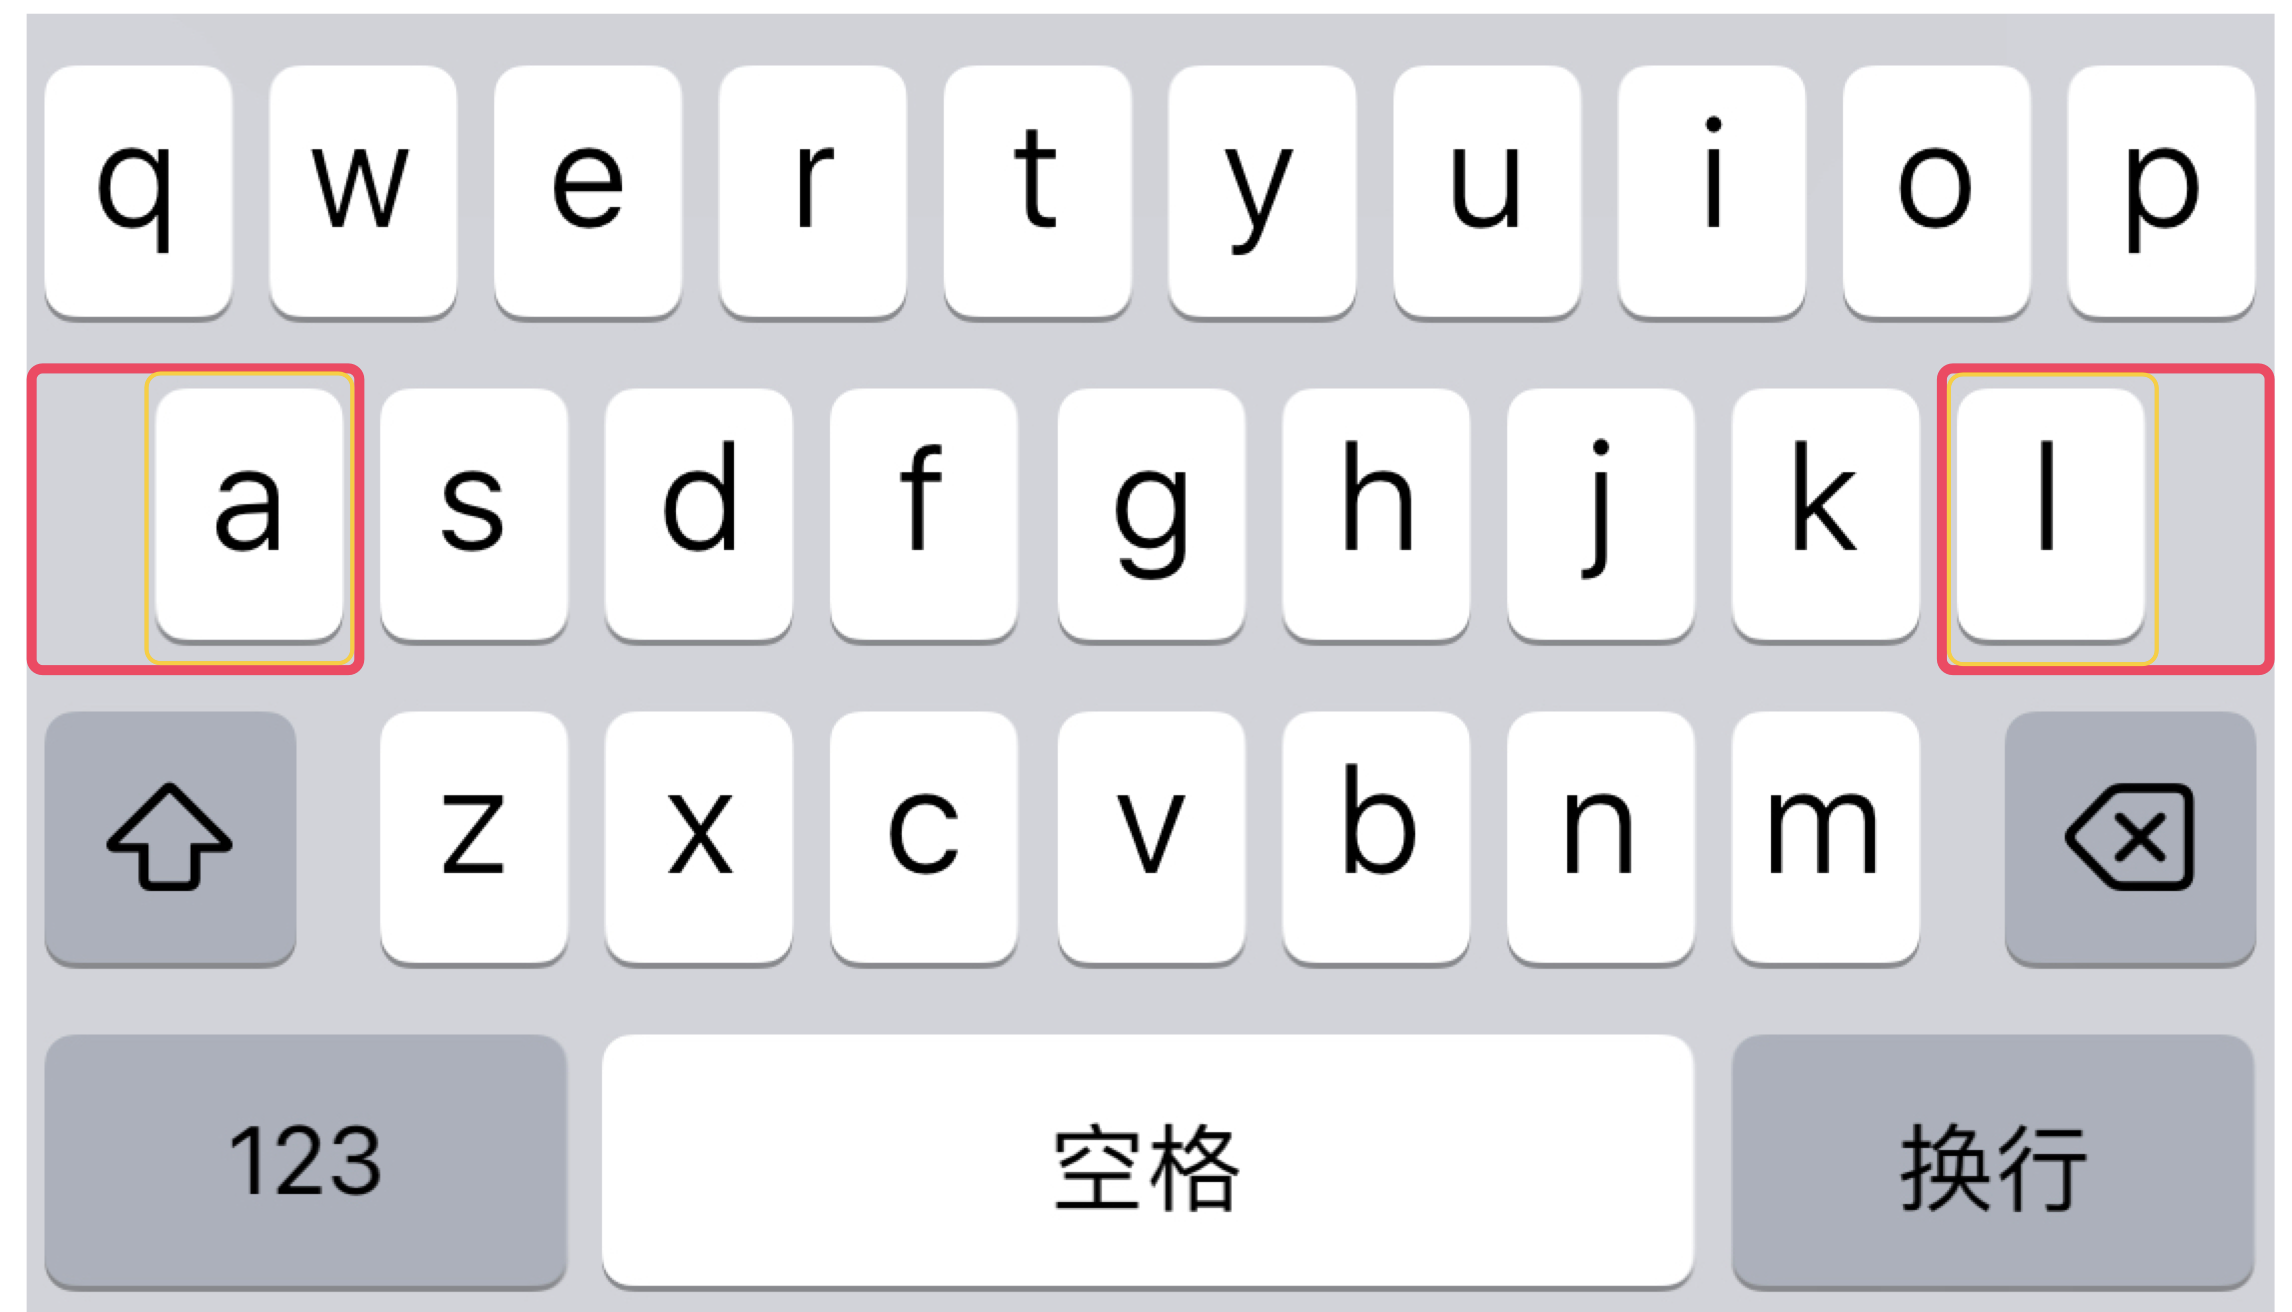 q w e r t y u i o p
a s d f g h j k l
z x c v b n m
123 空格 换行